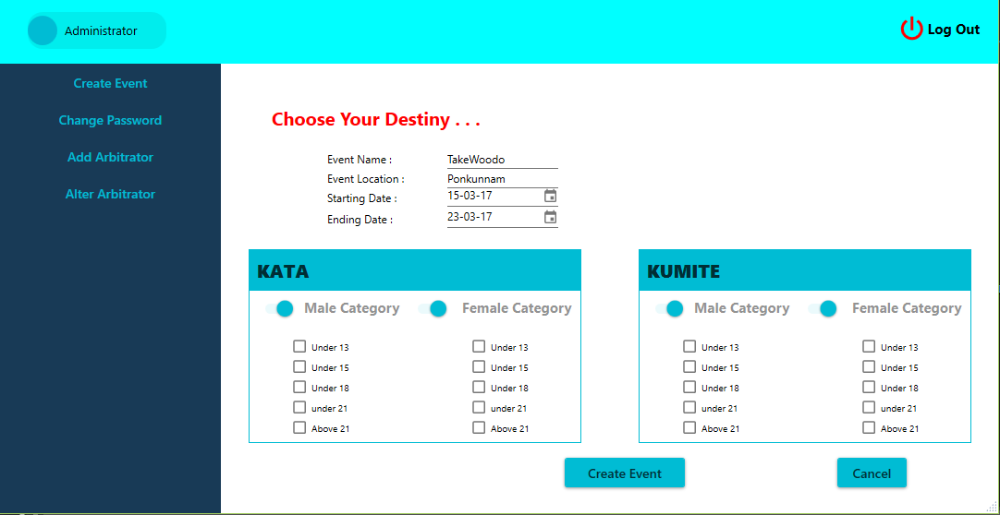 Administrator
Log Out
Create Event
Change Password
Add Arbitrator
Alter Arbitrator
Choose Your Destiny . . .
Event Name : TakeWoodo
Event Location : Ponkunnam
Starting Date : 15-03-17
Ending Date : 23-03-17
KATA
Male Category Female Category
Under 13 Under 13
Under 15 Under 15
Under 18 Under 18
under 21 under 21
Above 21 Above 21
KUMITE
Male Category Female Category
Under 13 Under 13
Under 15 Under 15
Under 18 Under 18
under 21 under 21
Above 21 Above 21
Create Event Cancel